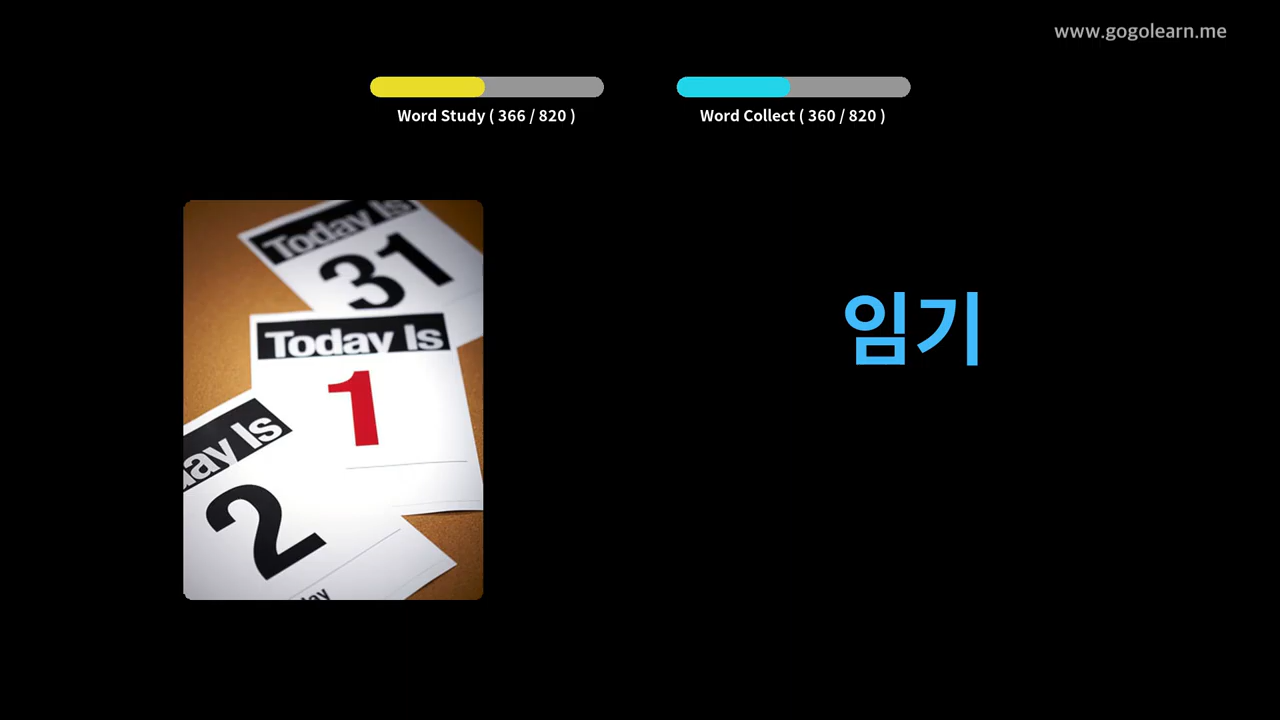 www.gogolearn.me
Word Study ( 366 / 820 )
Word Collect ( 360 / 820 )
Today Is
31
Today Is
1
ay Is
2
ay
임기